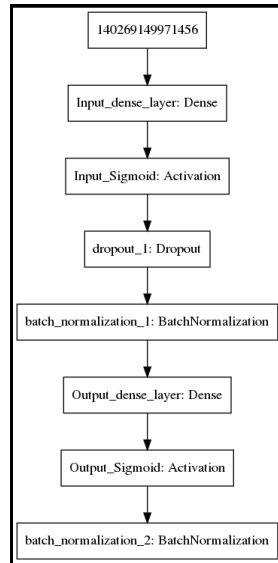 140269149971456
Input_dense_layer: Dense
Input_Sigmoid: Activation
dropout_1: Dropout
batch_normalization_1: BatchNormalization
Output_dense_layer: Dense
Output_Sigmoid: Activation
batch_normalization_2: BatchNormalization